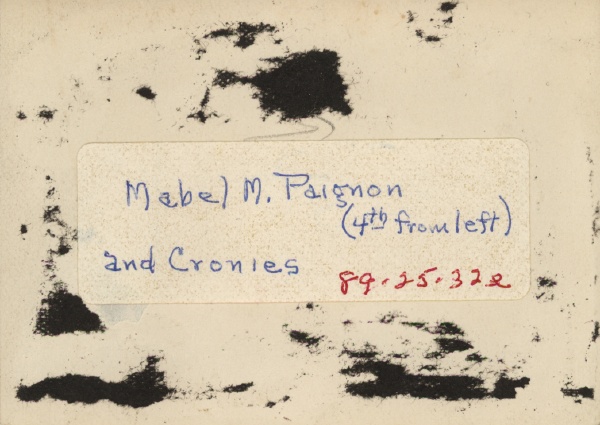 Mabel M. Paignon
(4th from left)
and Cronies
89.25.32e